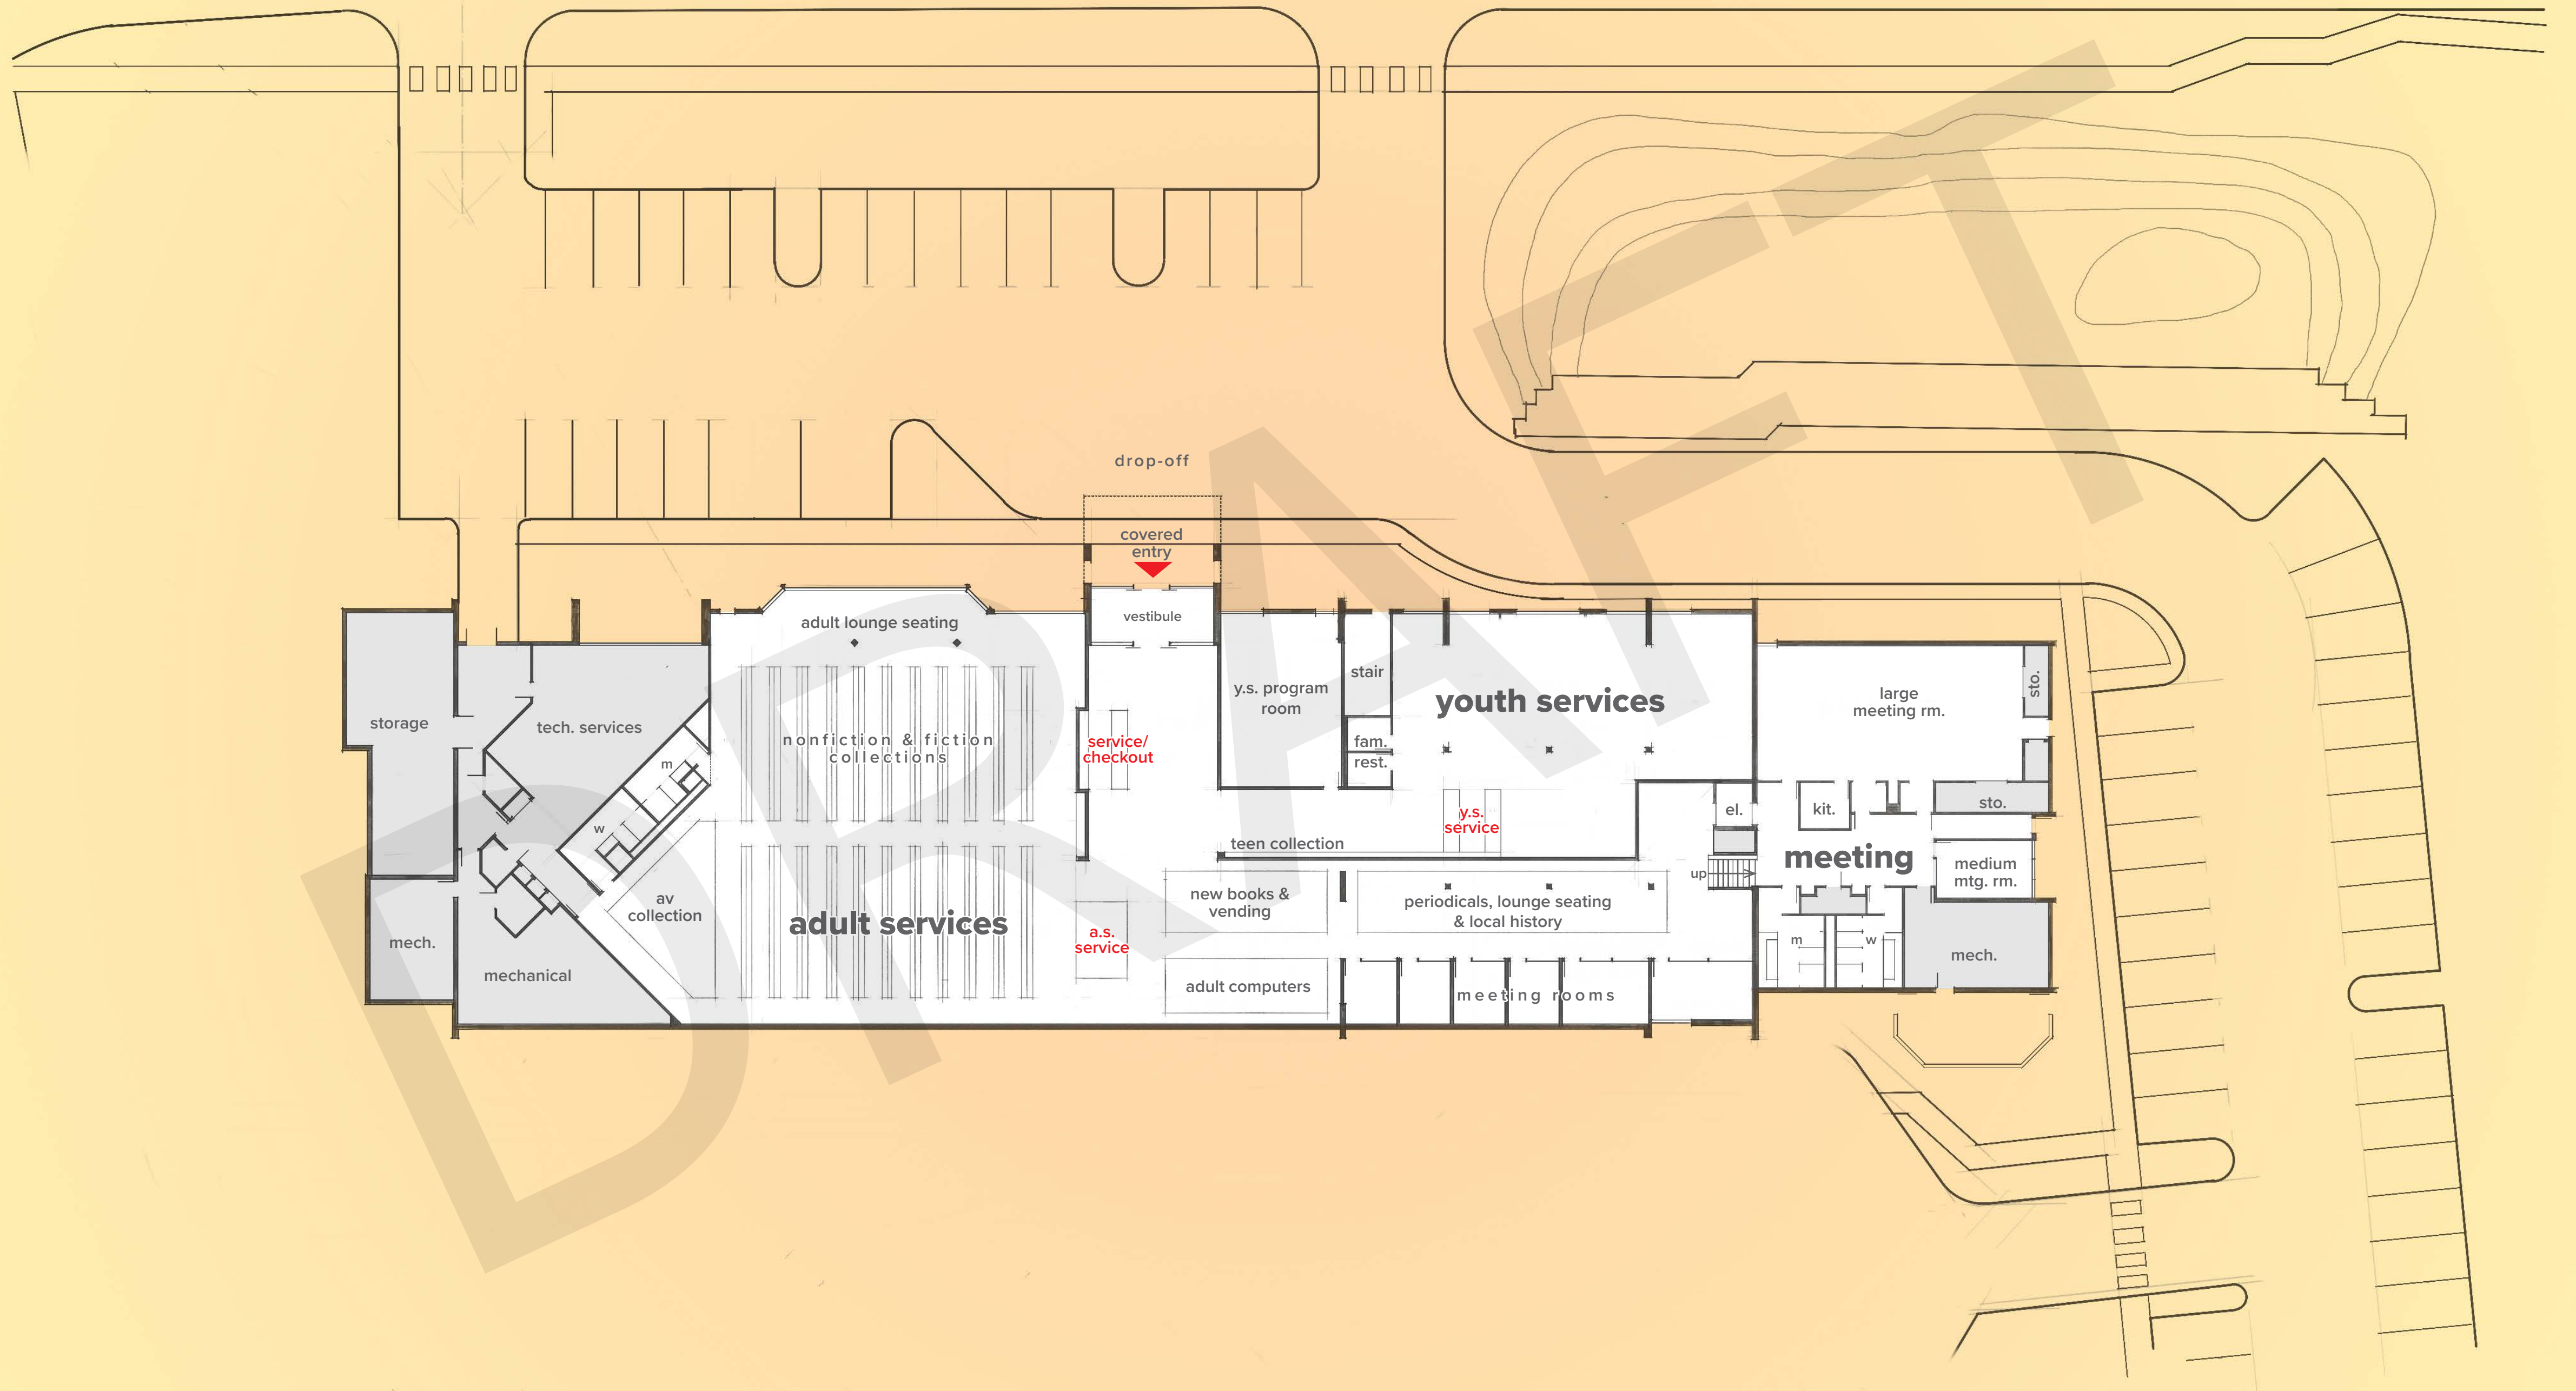 DRAFT
drop-off
covered
entry
vestibule
adult lounge seating
storage
tech. services
m
w
nonfiction & fiction
collections
service/
checkout
y.s. program
room
stair
fam.
rest.
youth services
large
meeting rm.
sto.
sto.
el.
kit.
y.s.
service
teen collection
meeting
medium
mtg. rm.
up
av
collection
adult services
new books &
vending
periodicals, lounge seating
& local history
a.s.
service
mech.
mechanical
adult computers
meeting rooms
m
w
mech.